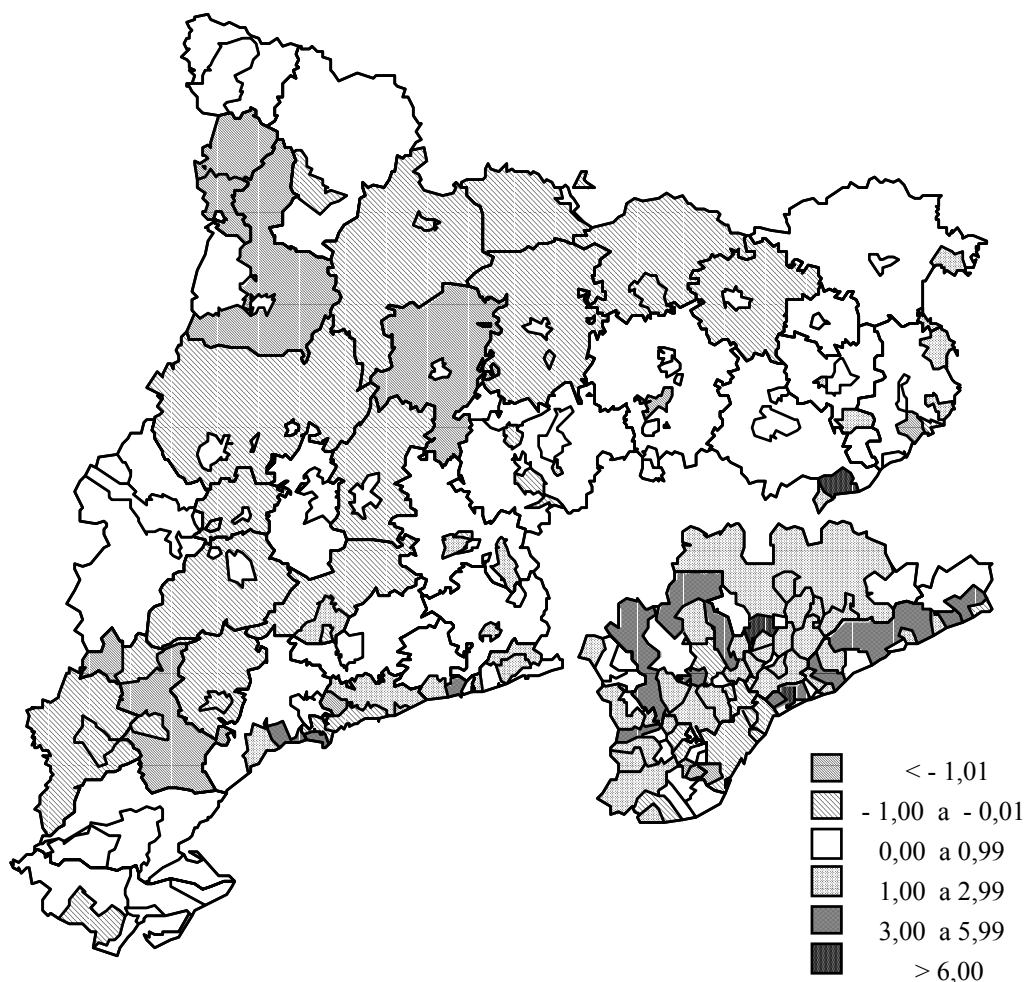 < - 1,01
- 1,00 a - 0,01
0,00 a 0,99
1,00 a 2,99
3,00 a 5,99
> 6,00